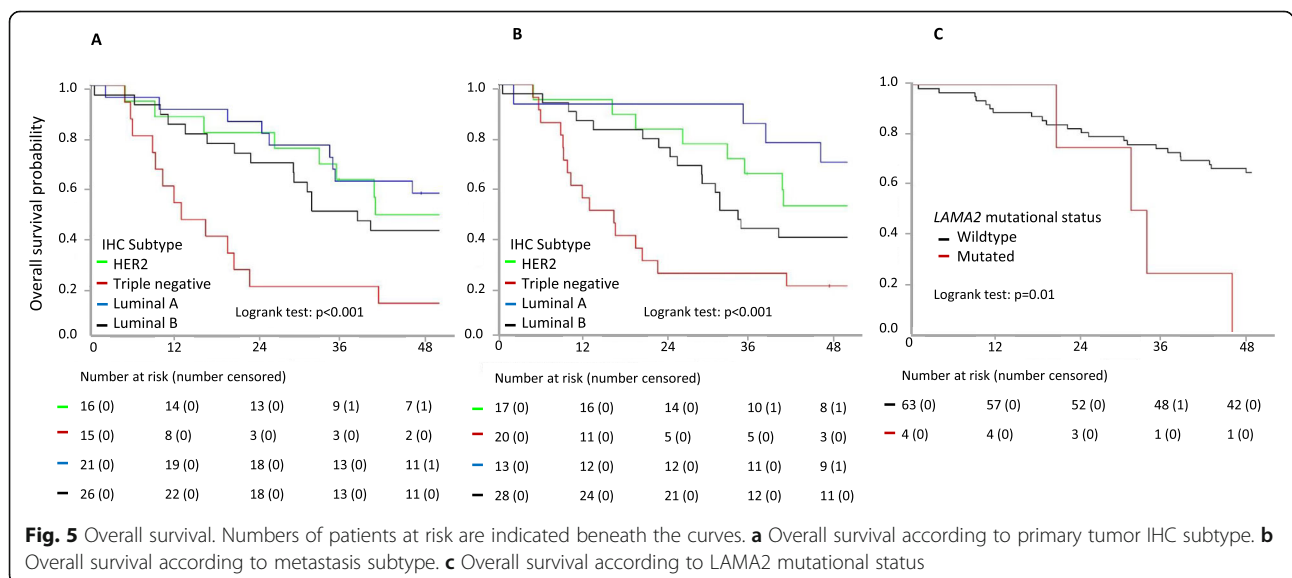 A
B
C
Overall survival probability
1.0
0.8
0.6
0.4
0.2
0.0
IHC Subtype
HER2
Triple negative
Luminal A
Luminal B
Logrank test: p<0.001
0 12 24 36 48
Number at risk (number censored)
16 (0) 14 (0) 13 (0) 9 (1) 7 (1)
15 (0) 8 (0) 3 (0) 3 (0) 2 (0)
21 (0) 19 (0) 18 (0) 13 (0) 11 (1)
26 (0) 22 (0) 18 (0) 13 (0) 11 (0)
1.0
0.8
0.6
0.4
0.2
0.0
IHC Subtype
HER2
Triple negative
Luminal A
Luminal B
Logrank test: p<0.001
0 12 24 36 48
Number at risk (number censored)
17 (0) 16 (0) 14 (0) 10 (1) 8 (1)
20 (0) 11 (0) 5 (0) 5 (0) 3 (0)
13 (0) 12 (0) 12 (0) 11 (0) 9 (1)
28 (0) 24 (0) 21 (0) 12 (0) 11 (0)
1.0
0.8
0.6
0.4
0.2
0.0
LAMA2 mutational status
Wildtype
Mutated
Logrank test: p=0.01
0 12 24 36 48
Number at risk (number censored)
63 (0) 57 (0) 52 (0) 48 (1) 42 (0)
4 (0) 4 (0) 3 (0) 1 (0) 1 (0)
Fig. 5 Overall survival. Numbers of patients at risk are indicated beneath the curves. a Overall survival according to primary tumor IHC subtype. b
Overall survival according to metastasis subtype. c Overall survival according to LAMA2 mutational status